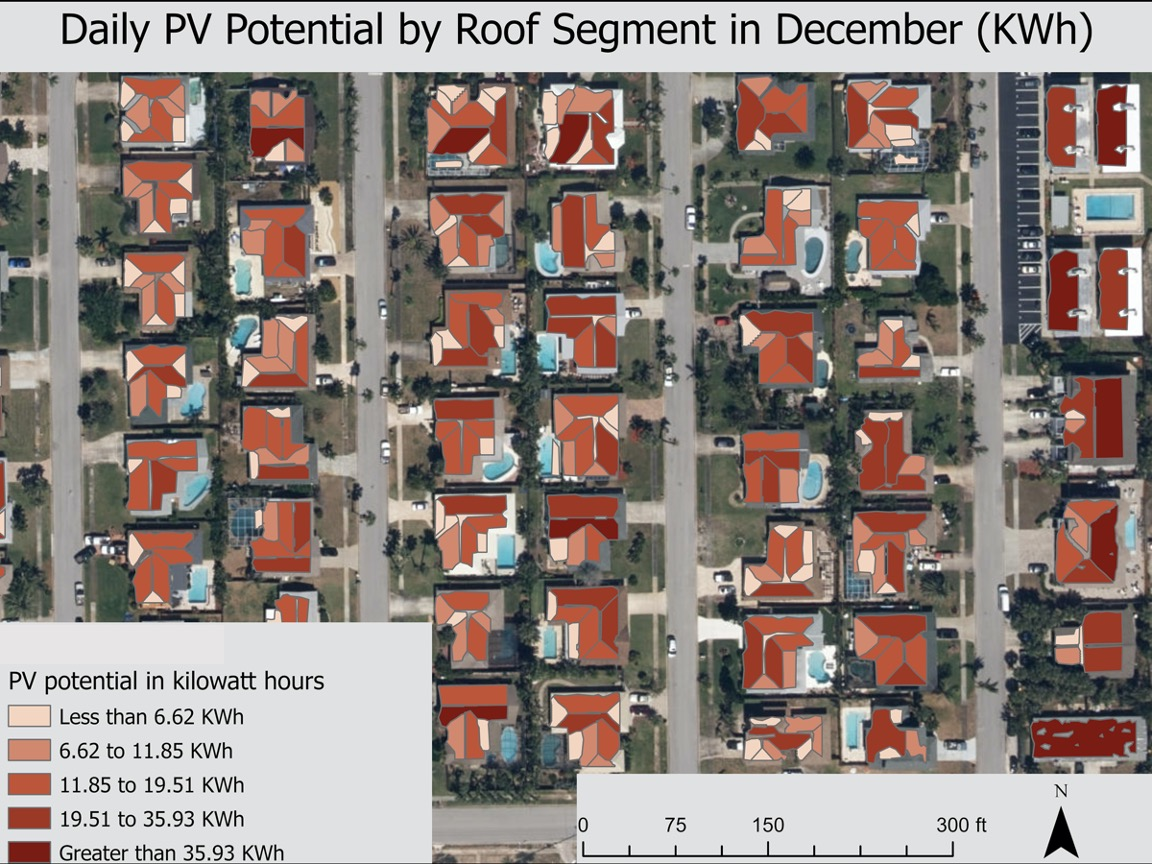 Daily PV Potential by Roof Segment in December (KWh)
PV potential in kilowatt hours
Less than 6.62 KWh
6.62 to 11.85 KWh
11.85 to 19.51 KWh
19.51 to 35.93 KWh
Greater than 35.93 KWh
N
0 75 150 300 ft